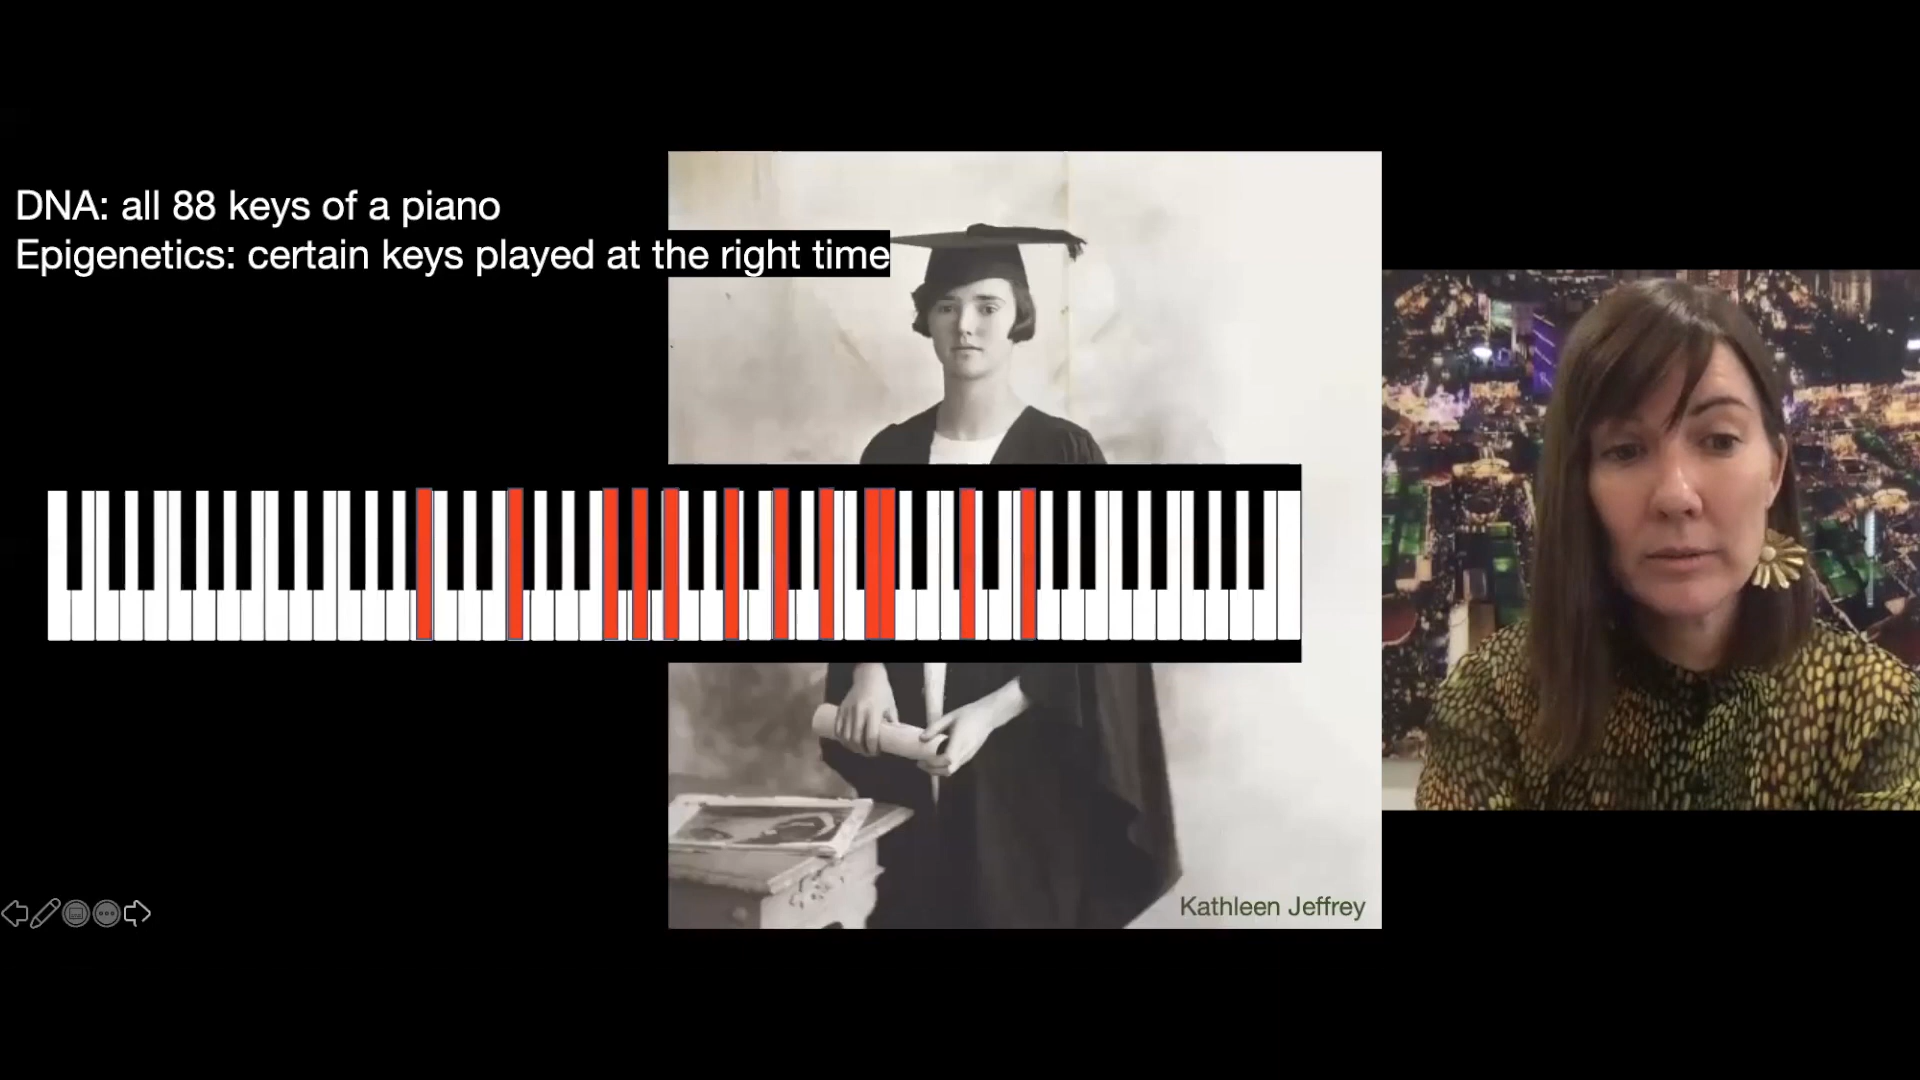 DNA: all 88 keys of a piano
Epigenetics: certain keys played at the right time
Kathleen Jeffrey